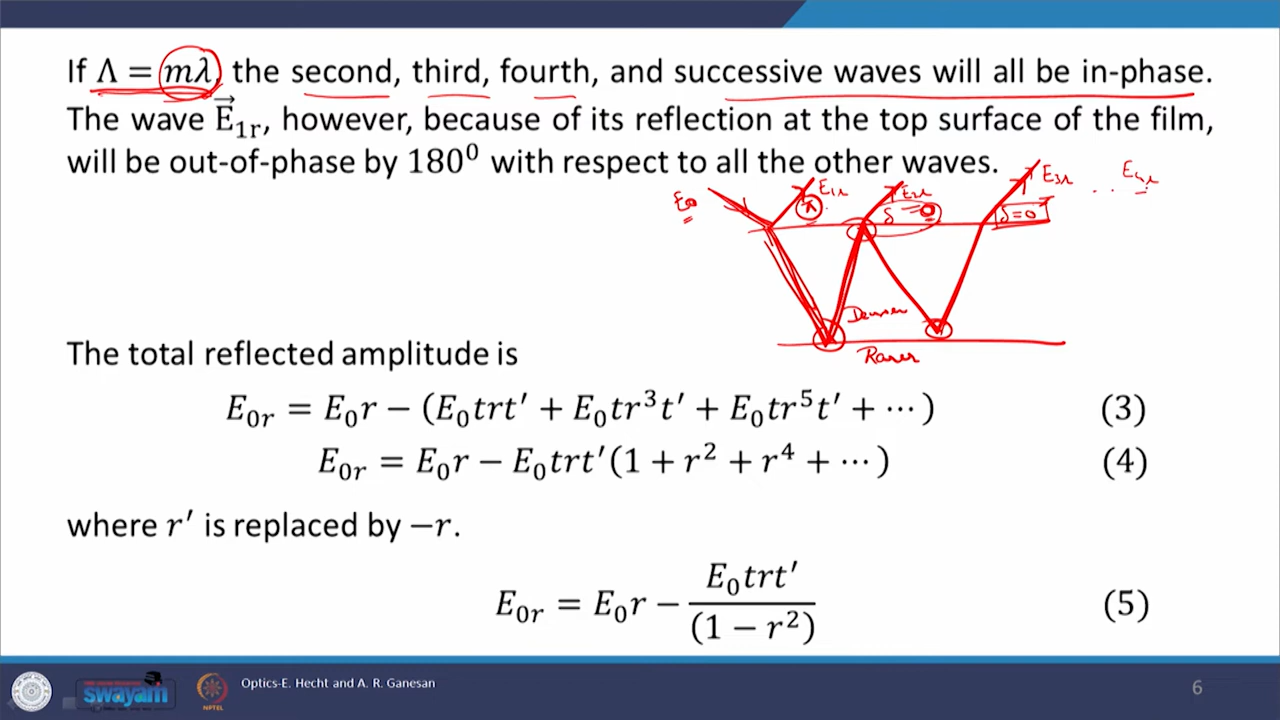 If Λ = mλ, the second, third, fourth, and successive waves will all be in-phase.
The wave E⃗₁ᵣ, however, because of its reflection at the top surface of the film,
will be out-of-phase by 180⁰ with respect to all the other waves.
E₀ E₁ᵣ E₂ᵣ E₃ᵣ .. E₄ᵣ
π δ = 0 δ = 0
Denser
Rarer
The total reflected amplitude is
E₀ᵣ = E₀r − (E₀trt′ + E₀tr³t′ + E₀tr⁵t′ + ⋯) (3)
E₀ᵣ = E₀r − E₀trt′(1 + r² + r⁴ + ⋯) (4)
where r′ is replaced by −r.
E₀ᵣ = E₀r − E₀trt′/(1 − r²) (5)
swayam
NPTEL
Optics-E. Hecht and A. R. Ganesan
6